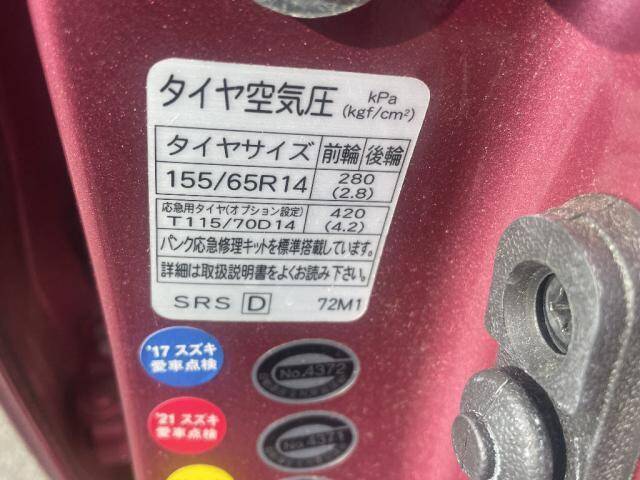 タイヤ空気圧 kPa (kgf/cm²)
タイヤサイズ 前輪 後輪
155/65R14 280 (2.8)
応急用タイヤ(オプション設定) 420
T115/70D14 (4.2)
パンク応急修理キットを標準搭載しています。
詳細は取扱説明書をよくお読み下さい。
SRS D 72M1
'17 スズキ
愛車点検
No.4372
'21 スズキ
愛車点検
No.4371